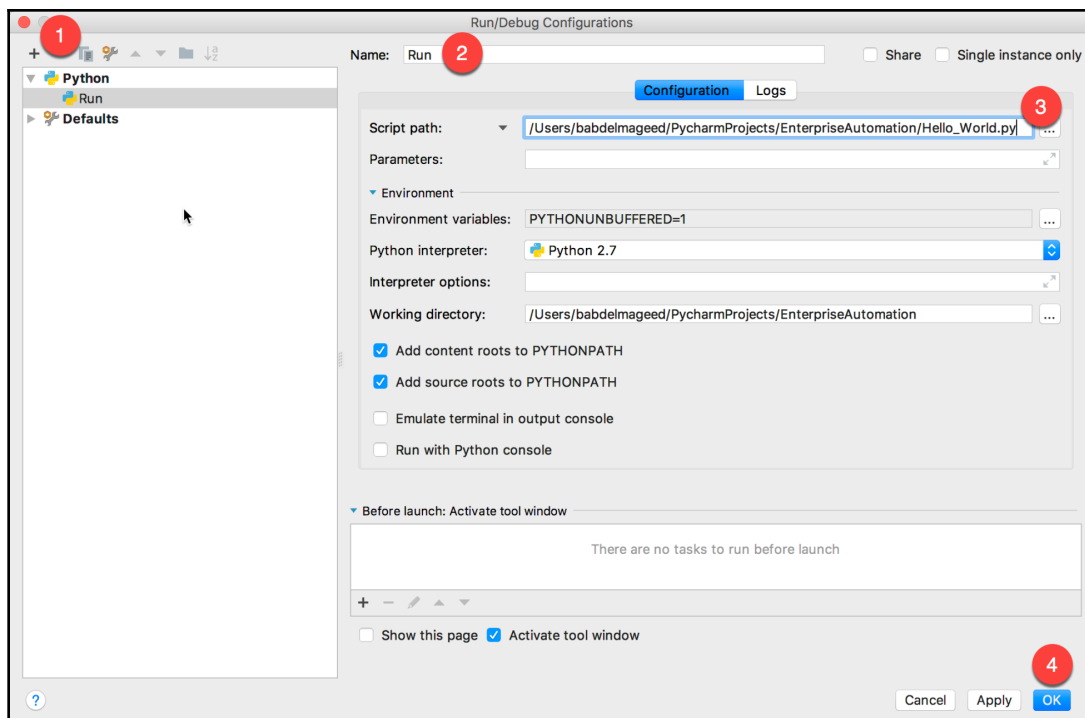 Run/Debug Configurations
1
Name: Run 2 Share Single instance only
Python
Run
Defaults
Configuration Logs
3
Script path: /Users/babdelmageed/PycharmProjects/EnterpriseAutomation/Hello_World.py ...
Parameters:
Environment
Environment variables: PYTHONUNBUFFERED=1 ...
Python interpreter: Python 2.7
Interpreter options:
Working directory: /Users/babdelmageed/PycharmProjects/EnterpriseAutomation ...
Add content roots to PYTHONPATH
Add source roots to PYTHONPATH
Emulate terminal in output console
Run with Python console
Before launch: Activate tool window
There are no tasks to run before launch
Show this page Activate tool window
4
? Cancel Apply OK